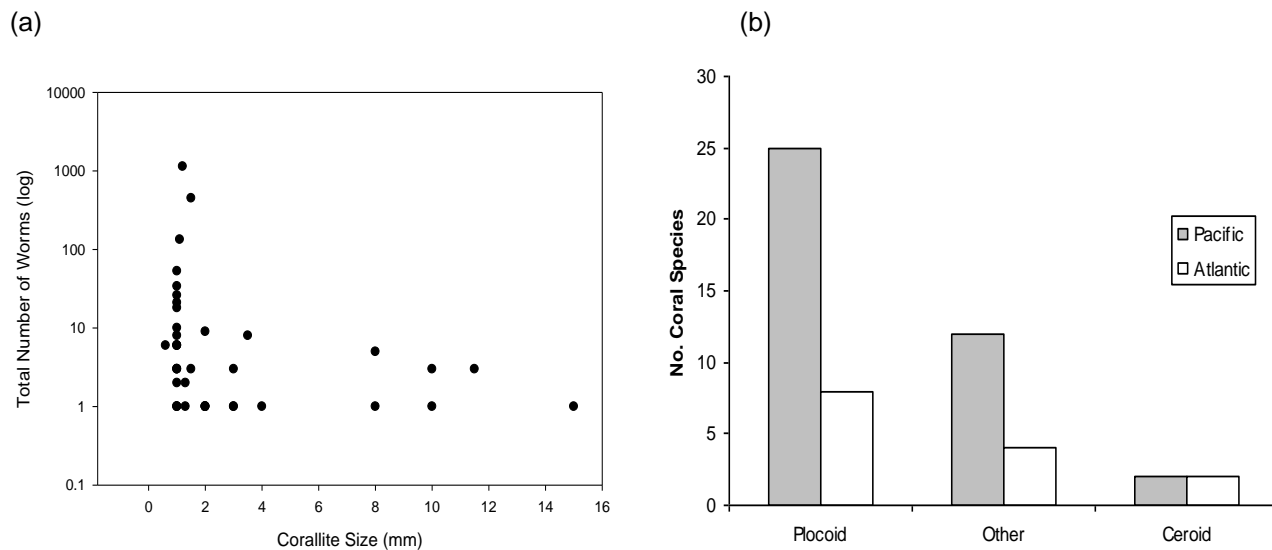 (a)
(b)
Total Number of Worms (log)
10000
1000
100
10
1
0.1
0 2 4 6 8 10 12 14 16
Corallite Size (mm)
No. Coral Species
30
25
20
15
10
5
0
Plocoid Other Ceroid
Pacific
Atlantic